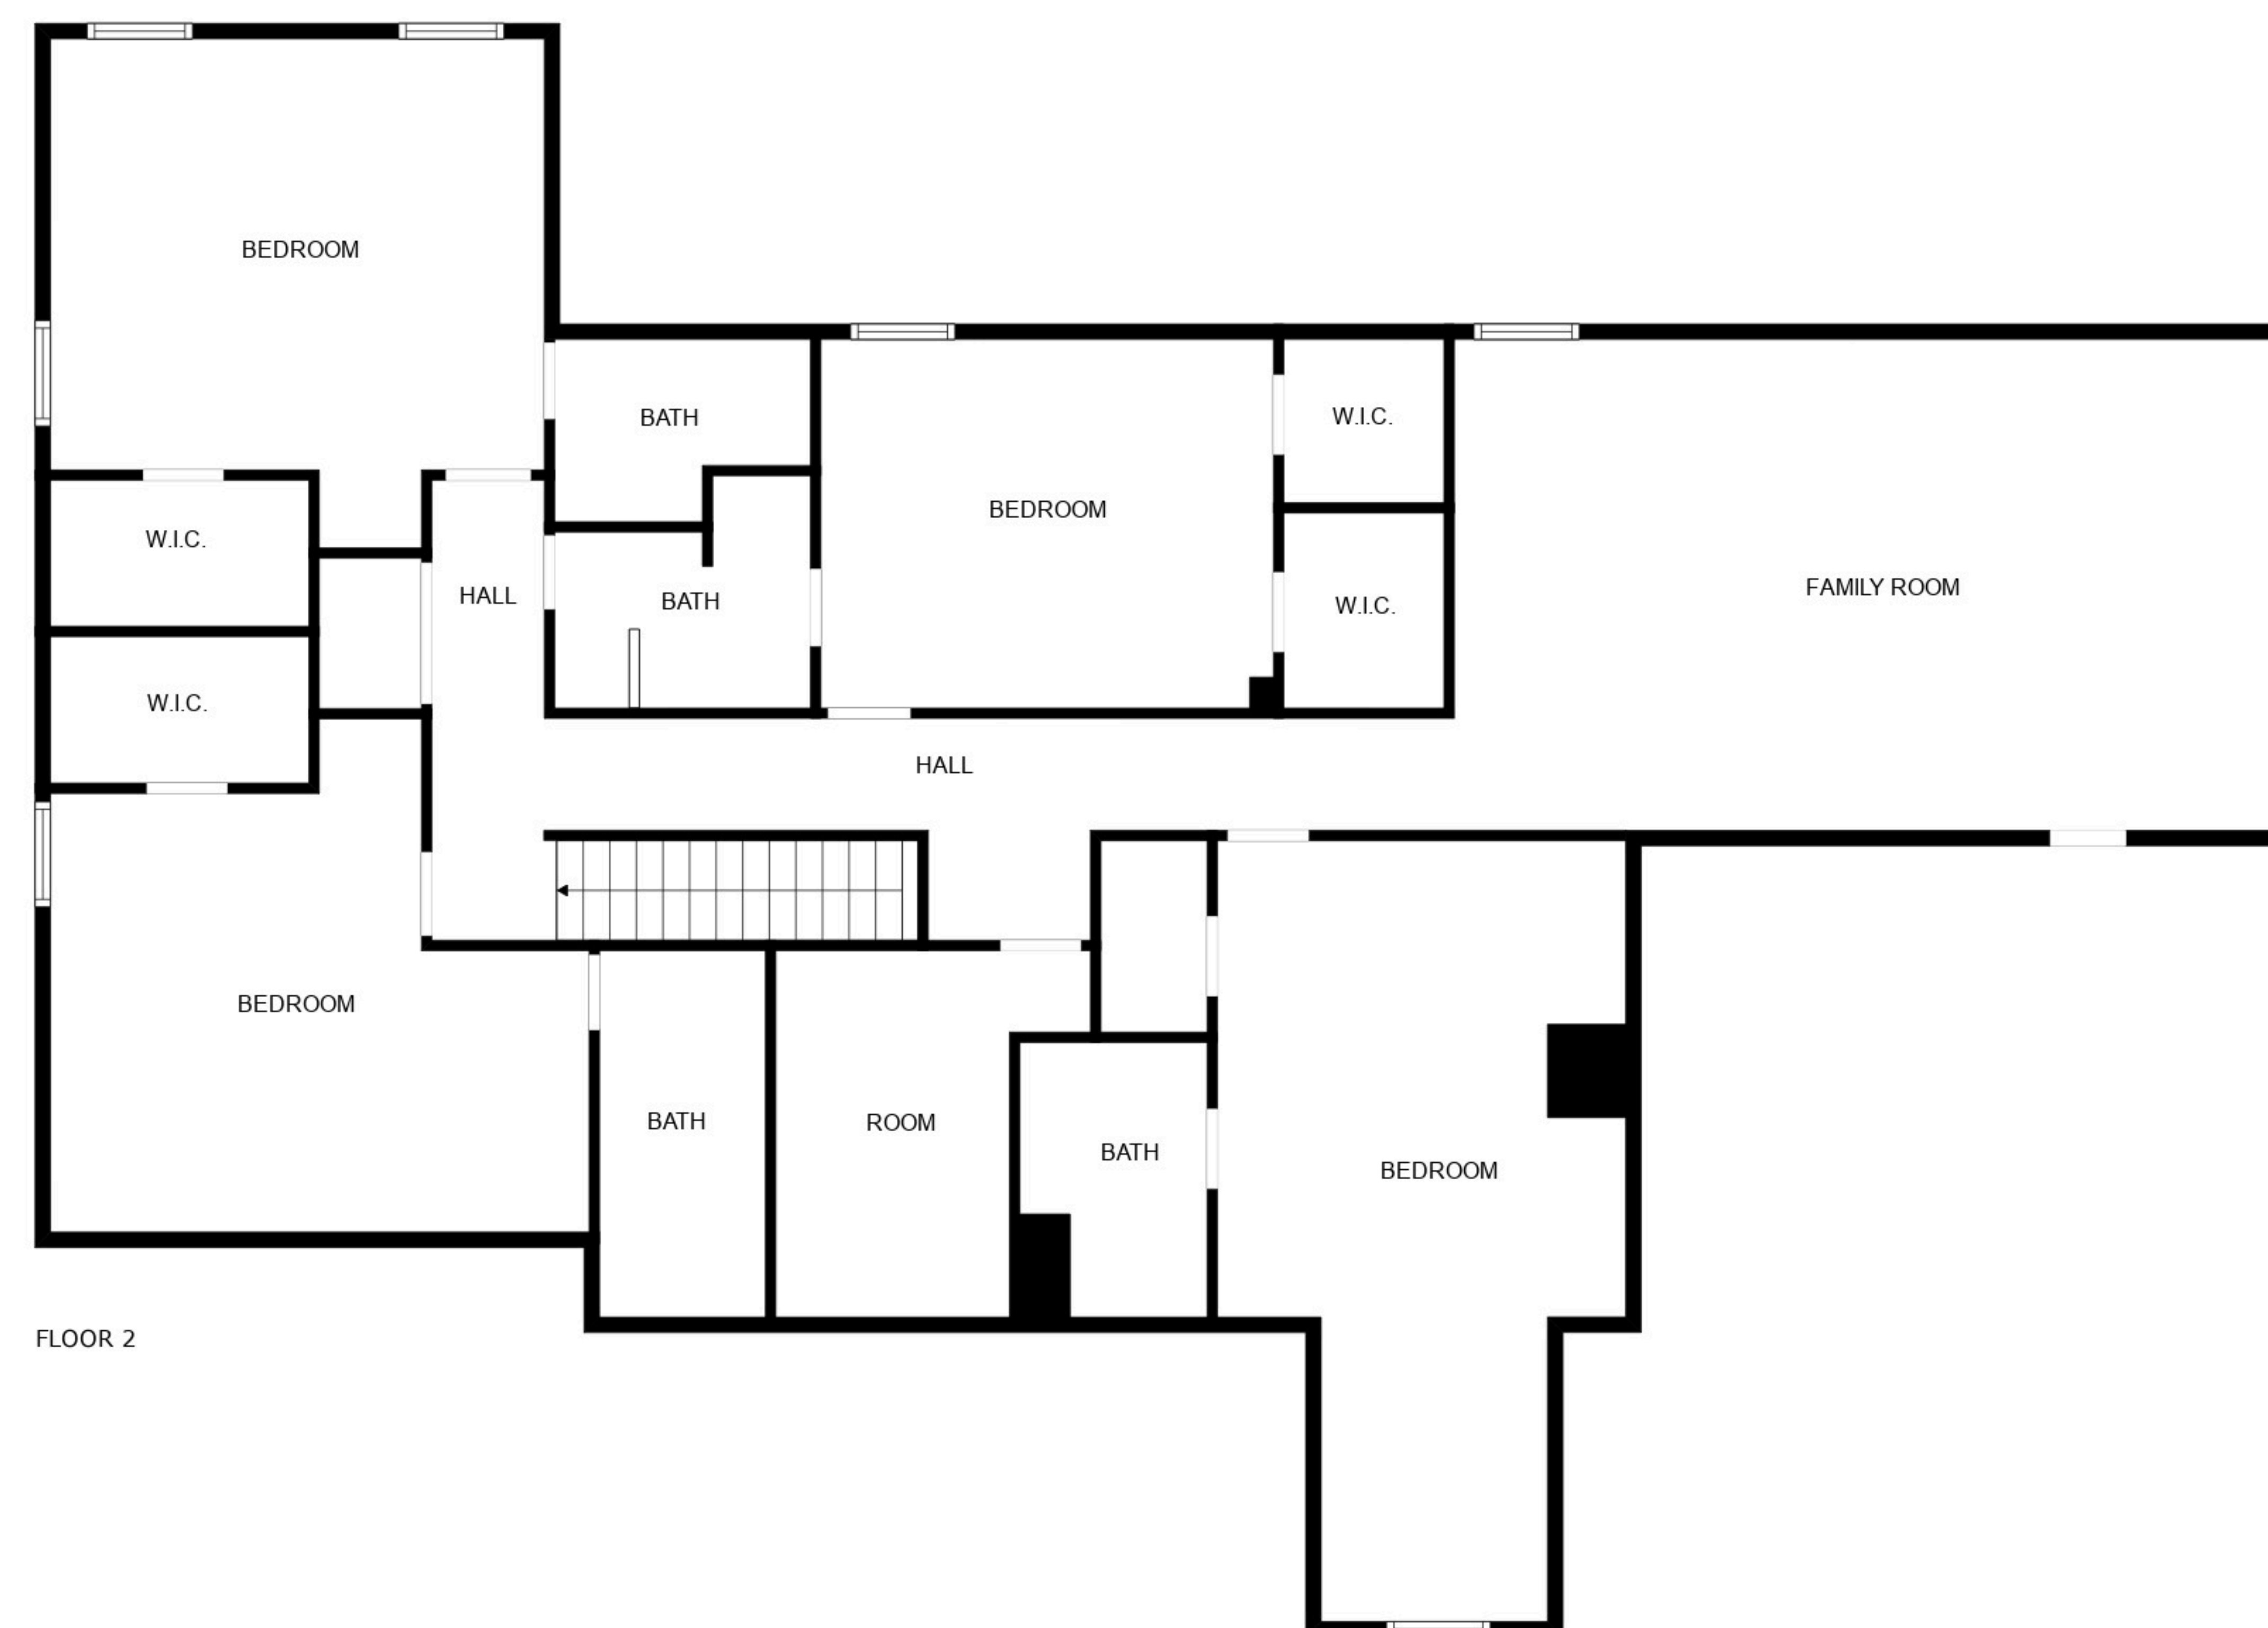 BEDROOM
BATH
W.I.C.
BEDROOM
W.I.C.
HALL
BATH
W.I.C.
FAMILY ROOM
W.I.C.
HALL
BEDROOM
BATH
ROOM
BATH
BEDROOM
FLOOR 2